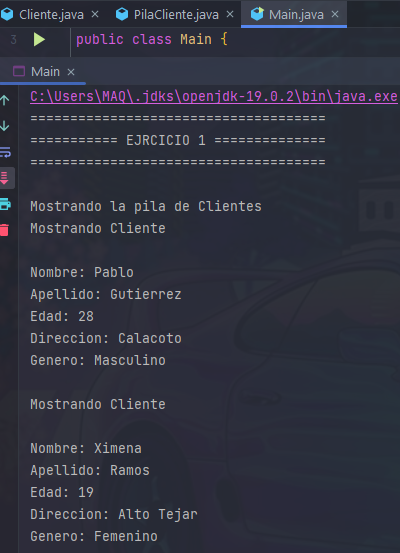 Cliente.java × PilaCliente.java × Main.java ×
3 public class Main {
Main ×
C:\Users\MAQ\.jdks\openjdk-19.0.2\bin\java.exe
=====================================
=========== EJRCICIO 1 ==============
=====================================
Mostrando la pila de Clientes
Mostrando Cliente
Nombre: Pablo
Apellido: Gutierrez
Edad: 28
Direccion: Calacoto
Genero: Masculino
Mostrando Cliente
Nombre: Ximena
Apellido: Ramos
Edad: 19
Direccion: Alto Tejar
Genero: Femenino